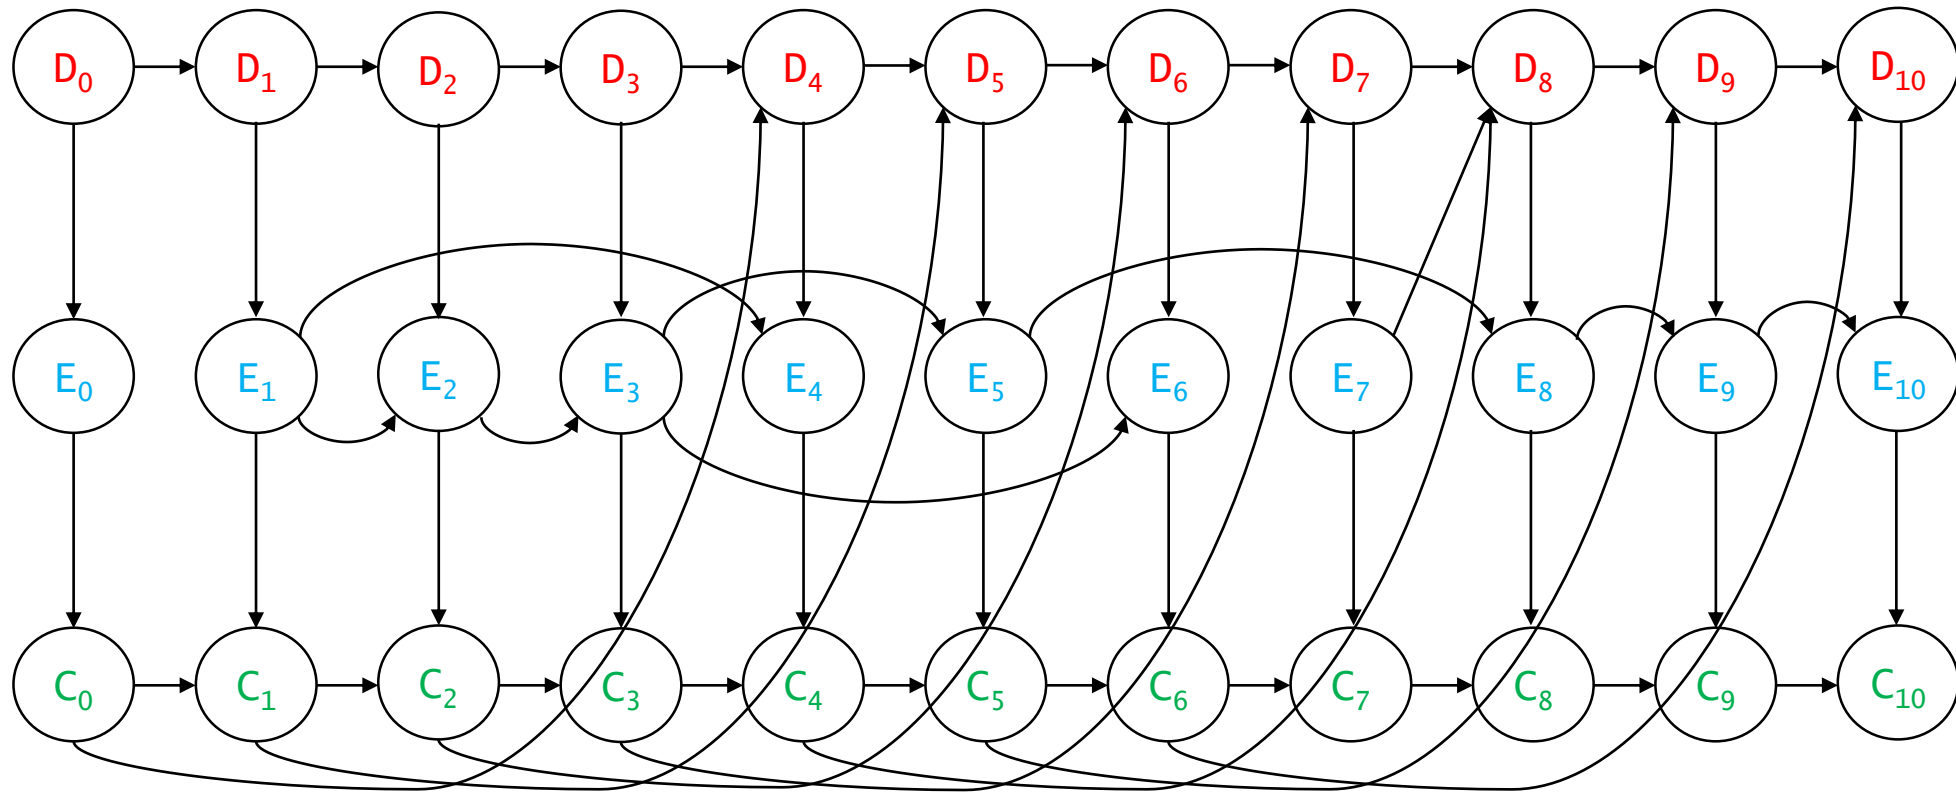 D₀ D₁ D₂ D₃ D₄ D₅ D₆ D₇ D₈ D₉ D₁₀
E₀ E₁ E₂ E₃ E₄ E₅ E₆ E₇ E₈ E₉ E₁₀
C₀ C₁ C₂ C₃ C₄ C₅ C₆ C₇ C₈ C₉ C₁₀